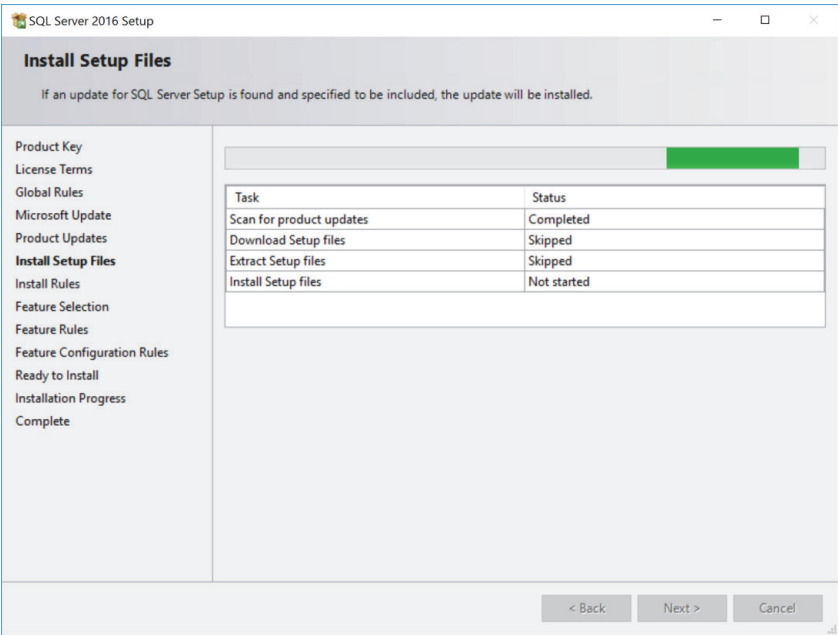 SQL Server 2016 Setup
Install Setup Files
If an update for SQL Server Setup is found and specified to be included, the update will be installed.
Product Key
License Terms
Global Rules
Microsoft Update
Product Updates
Install Setup Files
Install Rules
Feature Selection
Feature Rules
Feature Configuration Rules
Ready to Install
Installation Progress
Complete
Task Status
Scan for product updates Completed
Download Setup files Skipped
Extract Setup files Skipped
Install Setup files Not started
< Back Next > Cancel